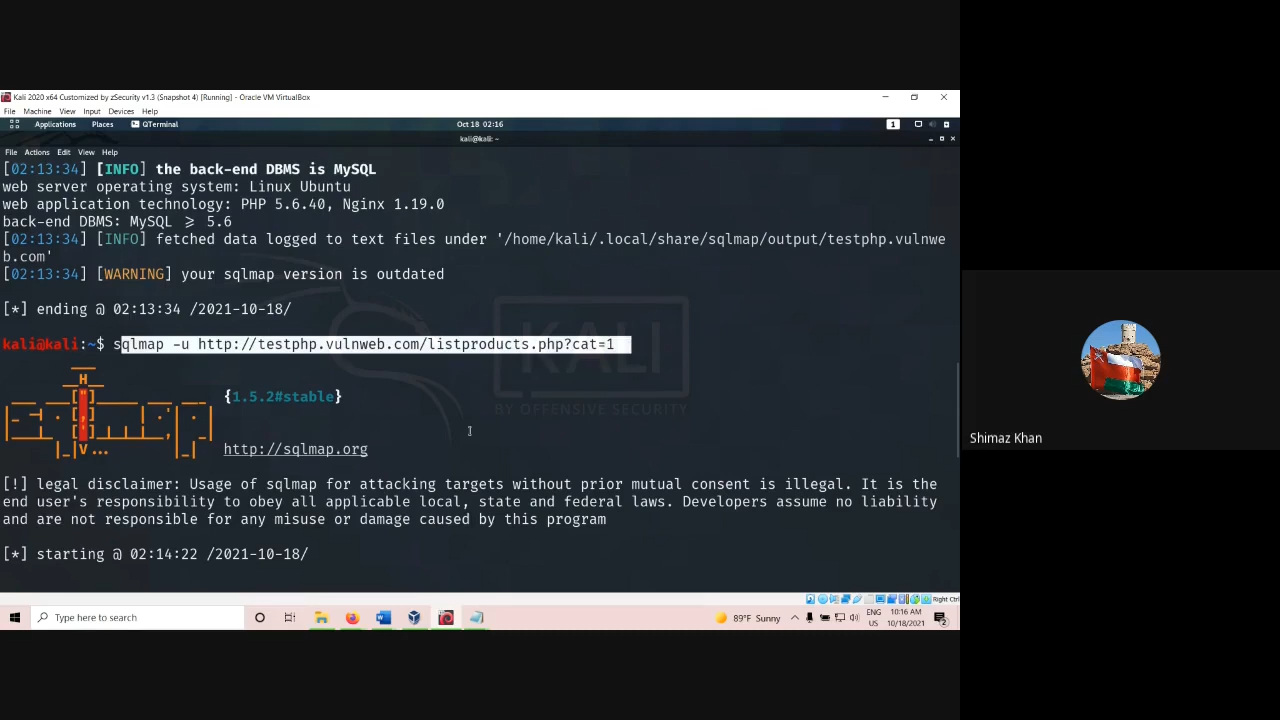 Kali 2020 x64 Customized by zSecurity v1.3 (Snapshot 4) [Running] - Oracle VM VirtualBox
File Machine View Input Devices Help
Applications Places QTerminal Oct 18 02:16 1
kali@kali: ~
File Actions Edit View Help
[02:13:34] [INFO] the back-end DBMS is MySQL
web server operating system: Linux Ubuntu
web application technology: PHP 5.6.40, Nginx 1.19.0
back-end DBMS: MySQL ≥ 5.6
[02:13:34] [INFO] fetched data logged to text files under '/home/kali/.local/share/sqlmap/output/testphp.vulnwe
b.com'
[02:13:34] [WARNING] your sqlmap version is outdated
[*] ending @ 02:13:34 /2021-10-18/
kali@kali:~$ sqlmap -u http://testphp.vulnweb.com/listproducts.php?cat=1
KALI
BY OFFENSIVE SECURITY
{1.5.2#stable}
http://sqlmap.org
[!] legal disclaimer: Usage of sqlmap for attacking targets without prior mutual consent is illegal. It is the
end user's responsibility to obey all applicable local, state and federal laws. Developers assume no liability
and are not responsible for any misuse or damage caused by this program
[*] starting @ 02:14:22 /2021-10-18/
Right Ctrl
Type here to search
89°F Sunny
ENG
US
10:16 AM
10/18/2021
2
Shimaz Khan